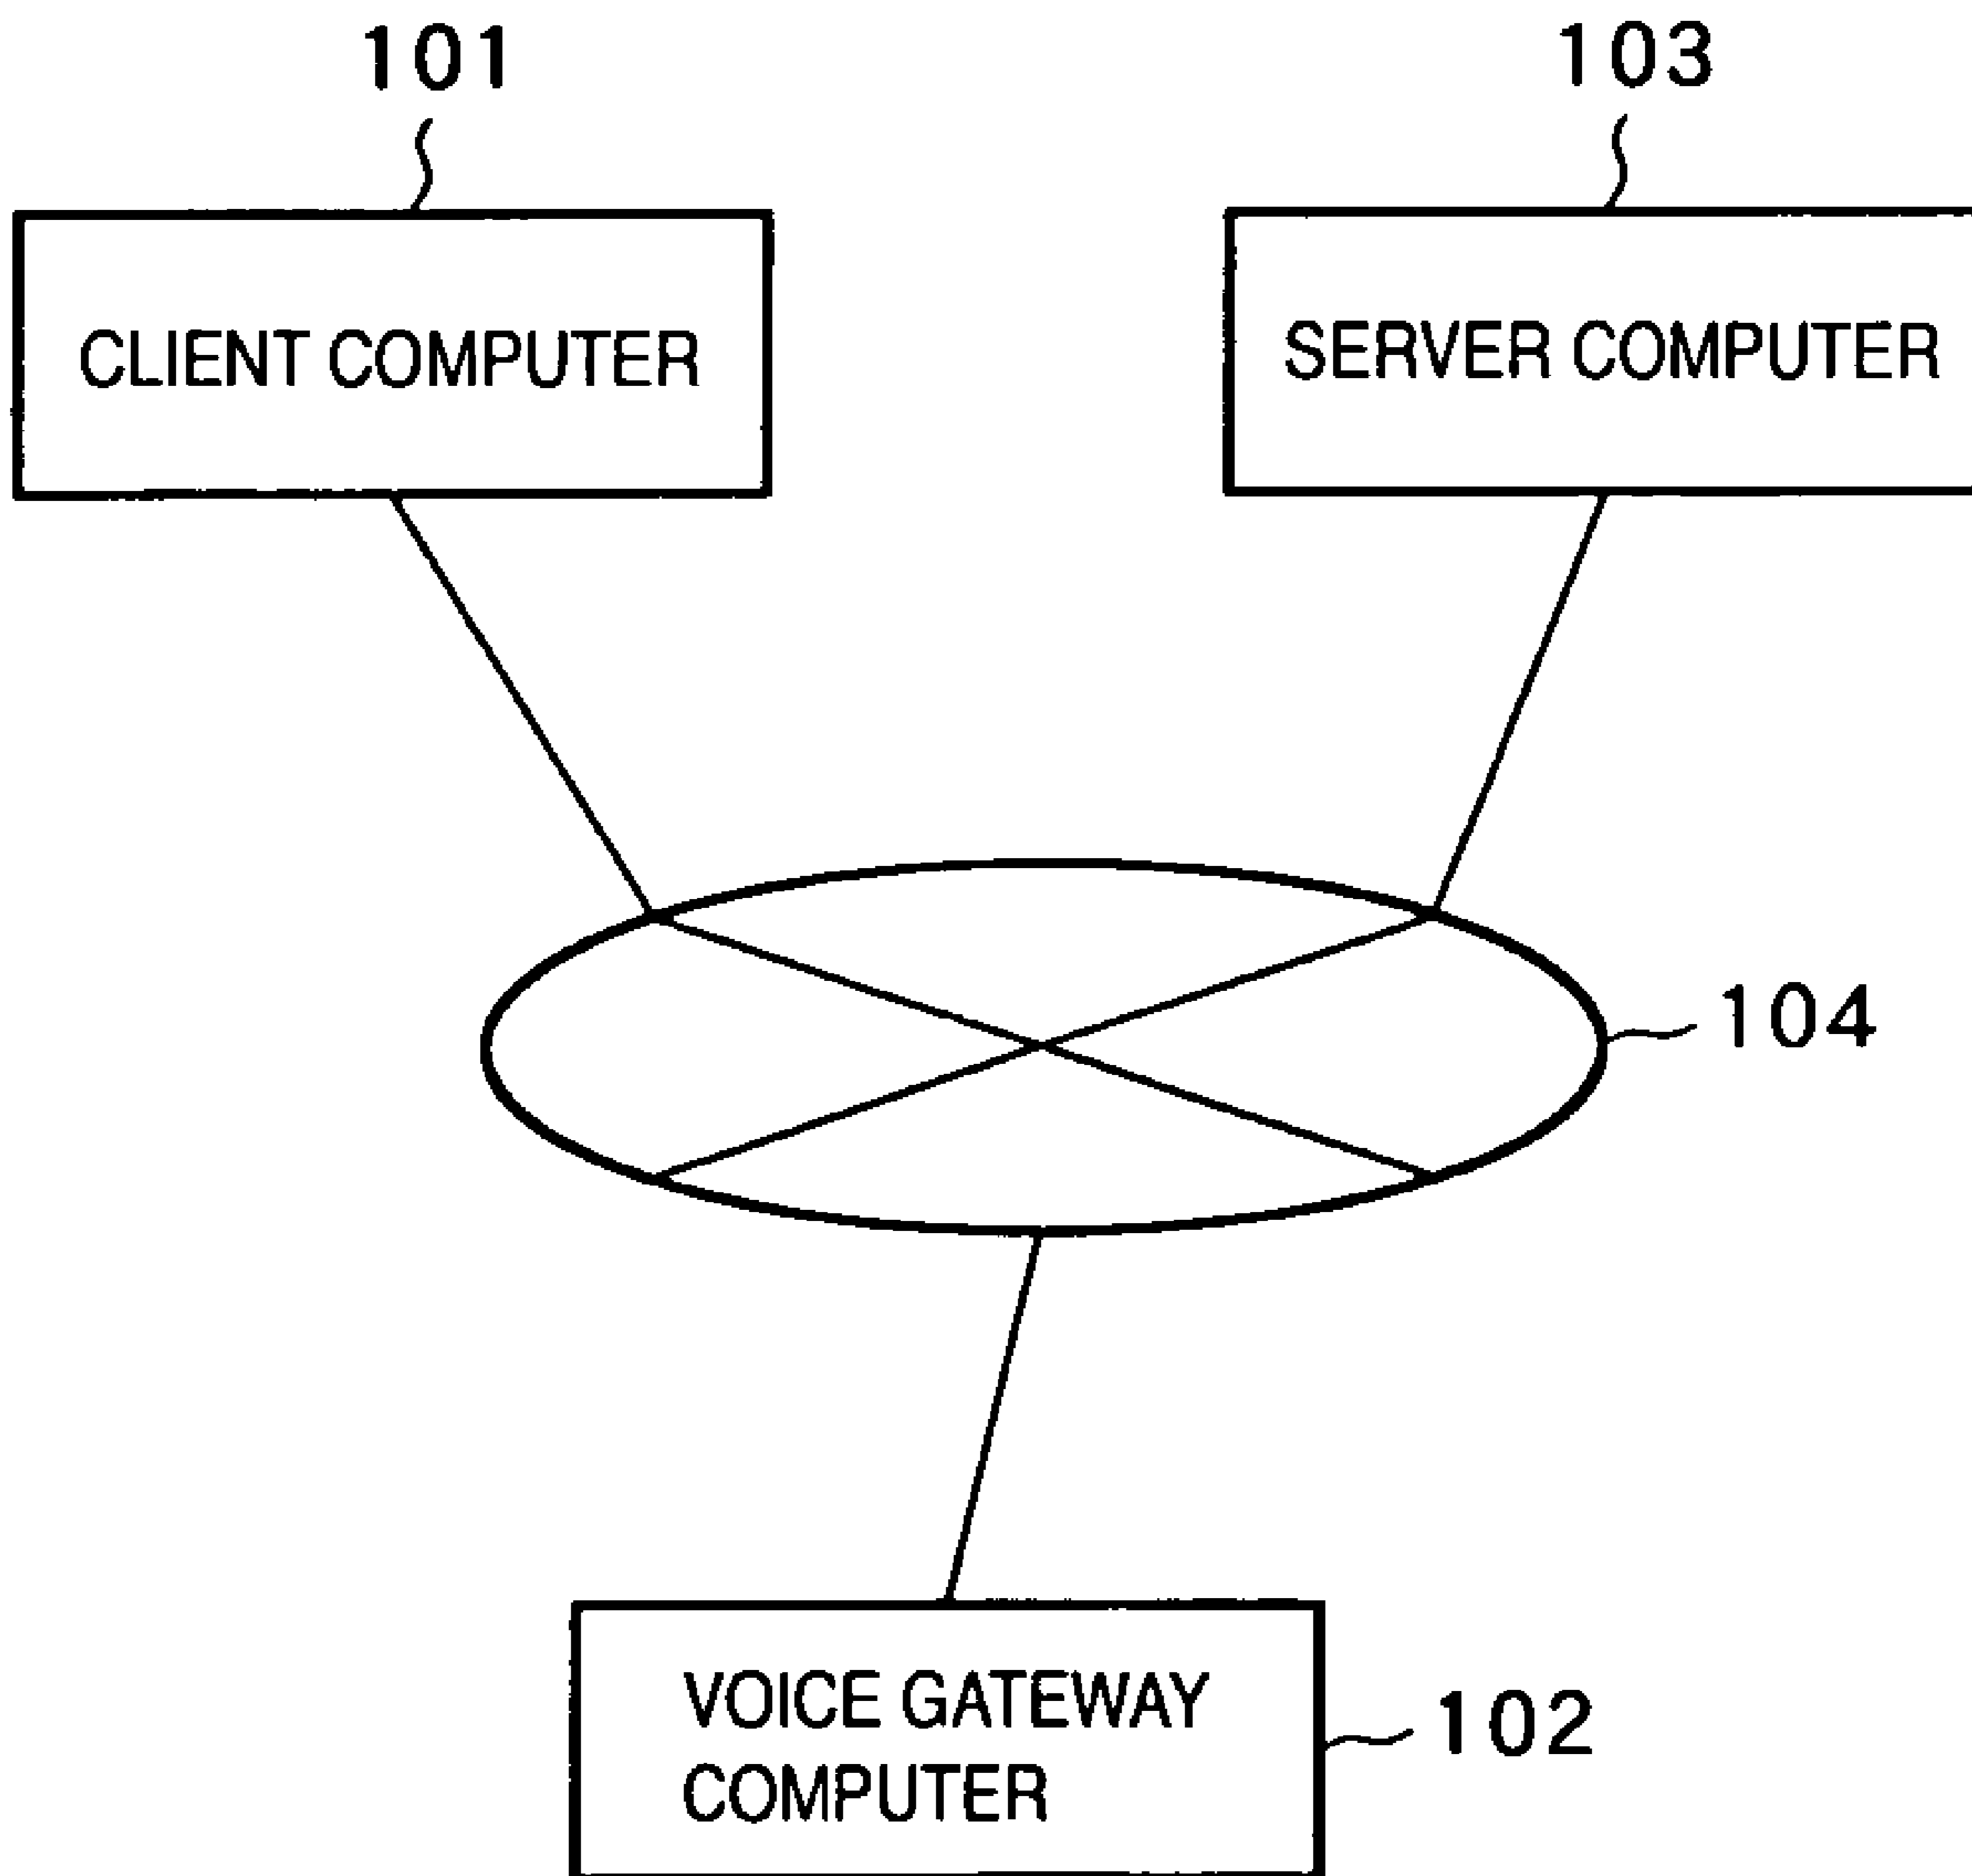 101
103
CLIENT COMPUTER
SERVER COMPUTER
104
VOICE GATEWAY
COMPUTER
102